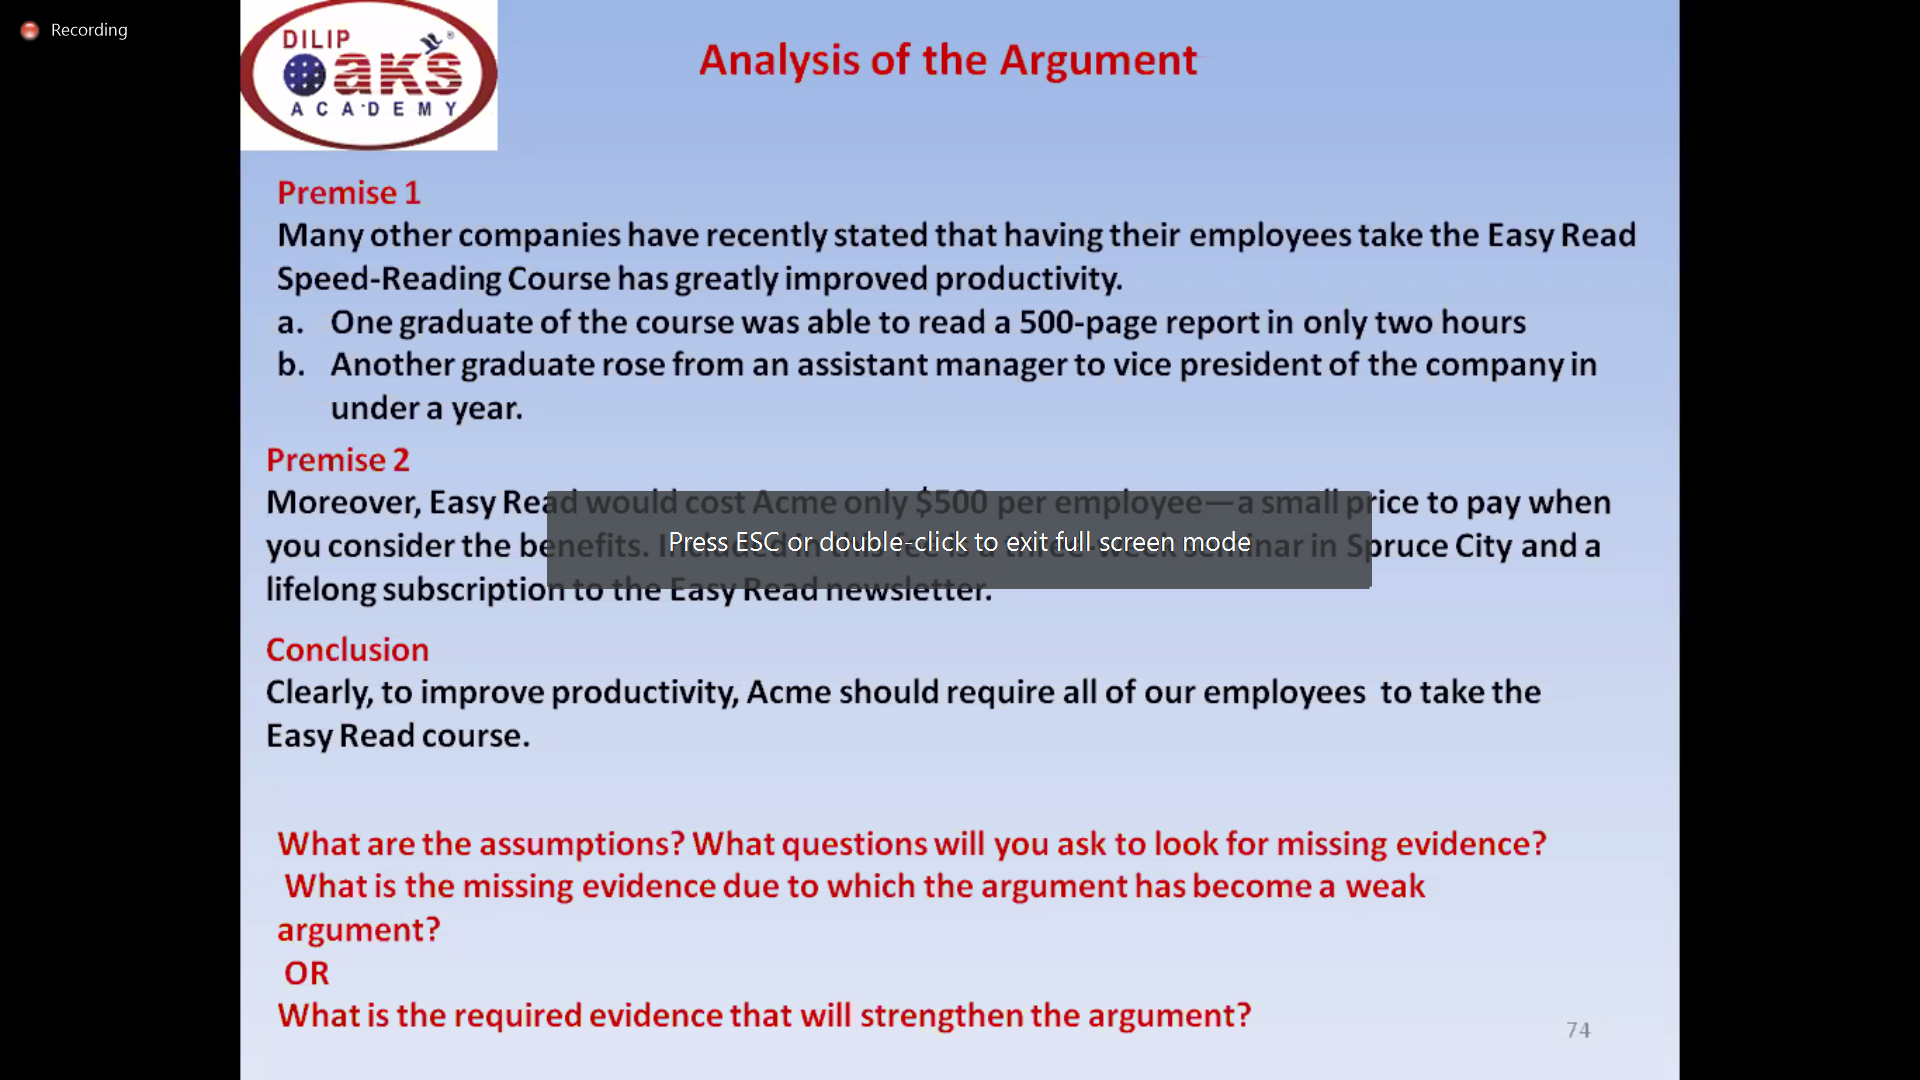 Recording
DILIP
Oaks
ACADEMY
Analysis of the Argument
Premise 1
Many other companies have recently stated that having their employees take the Easy Read
Speed-Reading Course has greatly improved productivity.
a. One graduate of the course was able to read a 500-page report in only two hours
b. Another graduate rose from an assistant manager to vice president of the company in
under a year.
Premise 2
Moreover, Easy Read would cost Acme only $500 per employee—a small price to pay when
you consider the benefits. in Spruce City and a
Press ESC or double-click to exit full screen mode
lifelong subscription to the Easy Read newsletter.
Conclusion
Clearly, to improve productivity, Acme should require all of our employees to take the
Easy Read course.
What are the assumptions? What questions will you ask to look for missing evidence?
What is the missing evidence due to which the argument has become a weak
argument?
OR
What is the required evidence that will strengthen the argument?
74